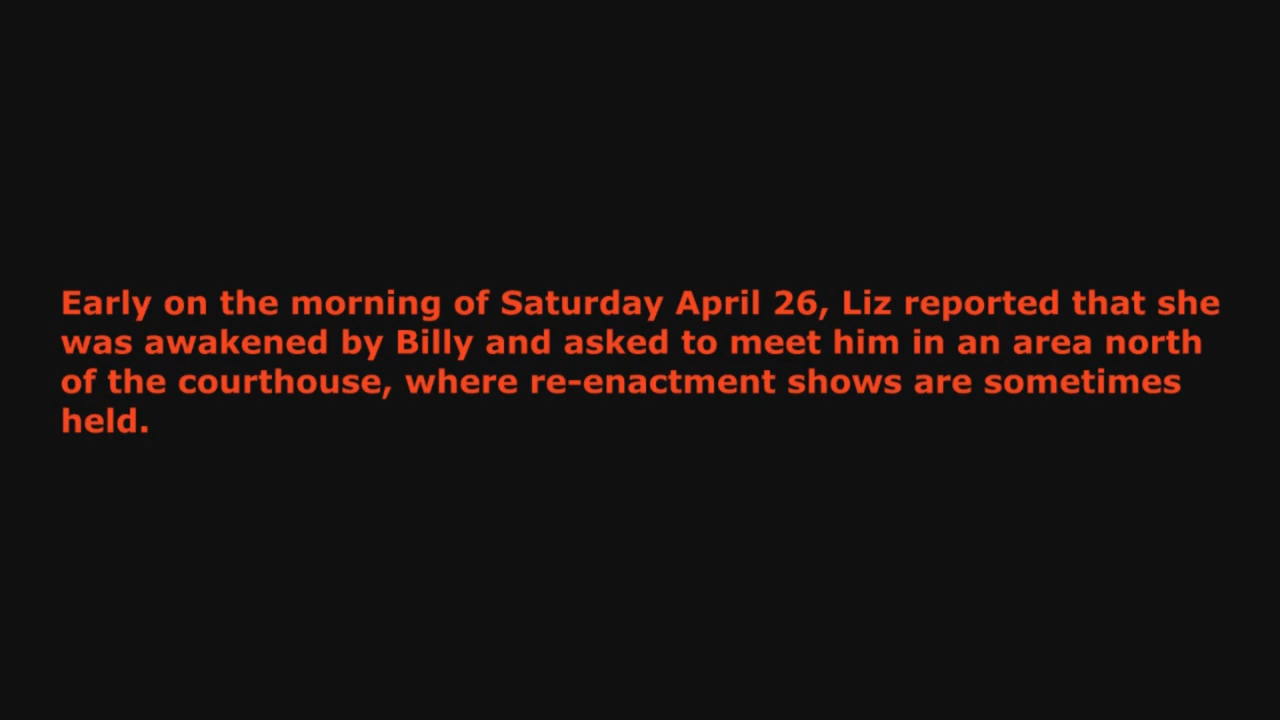 Early on the morning of Saturday April 26, Liz reported that she
was awakened by Billy and asked to meet him in an area north
of the courthouse, where re-enactment shows are sometimes
held.